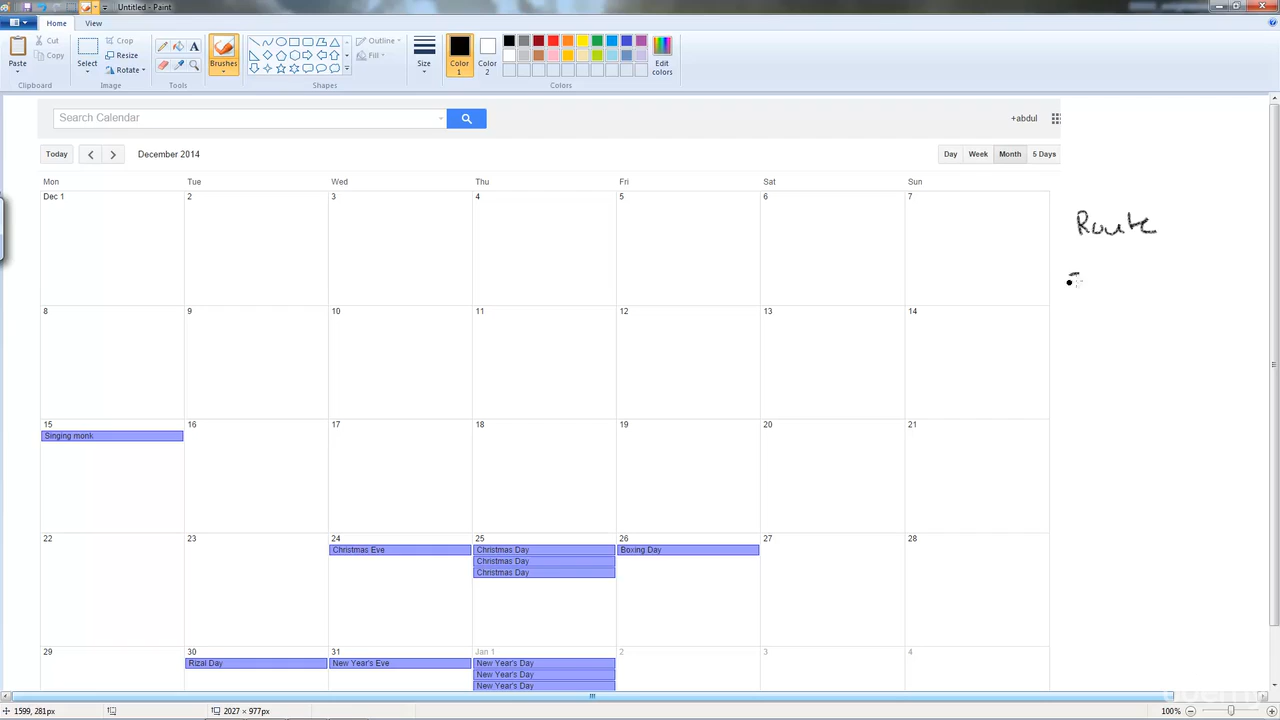 Untitled - Paint
Home View
Paste Cut Copy Clipboard
Select Crop Resize Rotate Image
Tools
Brushes
Outline Fill Shapes
Size
Color 1 Color 2 Edit colors Colors
Search Calendar
+abdul
Today December 2014 Day Week Month 5 Days
Mon Tue Wed Thu Fri Sat Sun
Dec 1 2 3 4 5 6 7
Route
8 9 10 11 12 13 14
15 16 17 18 19 20 21
Singing monk
22 23 24 25 26 27 28
Christmas Eve Christmas Day Boxing Day
Christmas Day
Christmas Day
29 30 31 Jan 1 2 3 4
Rizal Day New Year's Eve New Year's Day
New Year's Day
New Year's Day
udemy
1599, 281px 2027 × 977px 100%